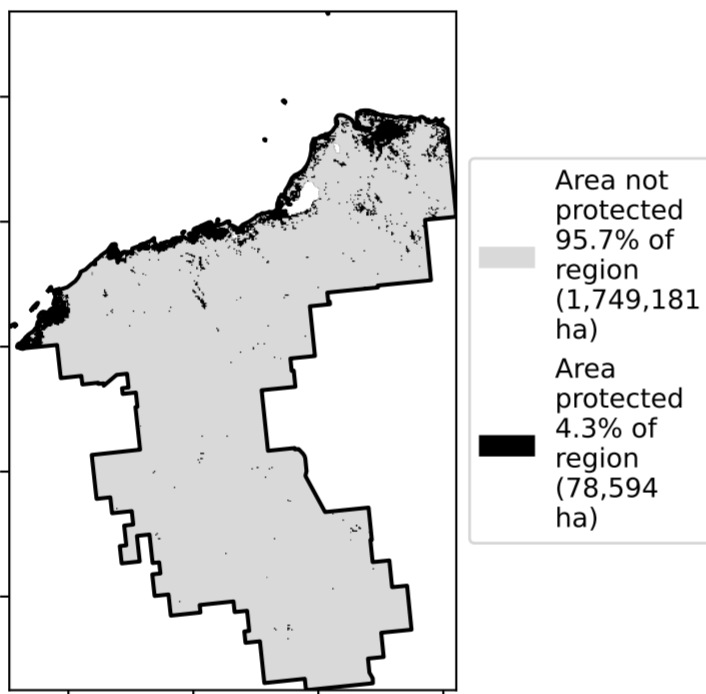 Area not
protected
95.7% of
region
(1,749,181
ha)
Area
protected
4.3% of
region
(78,594
ha)